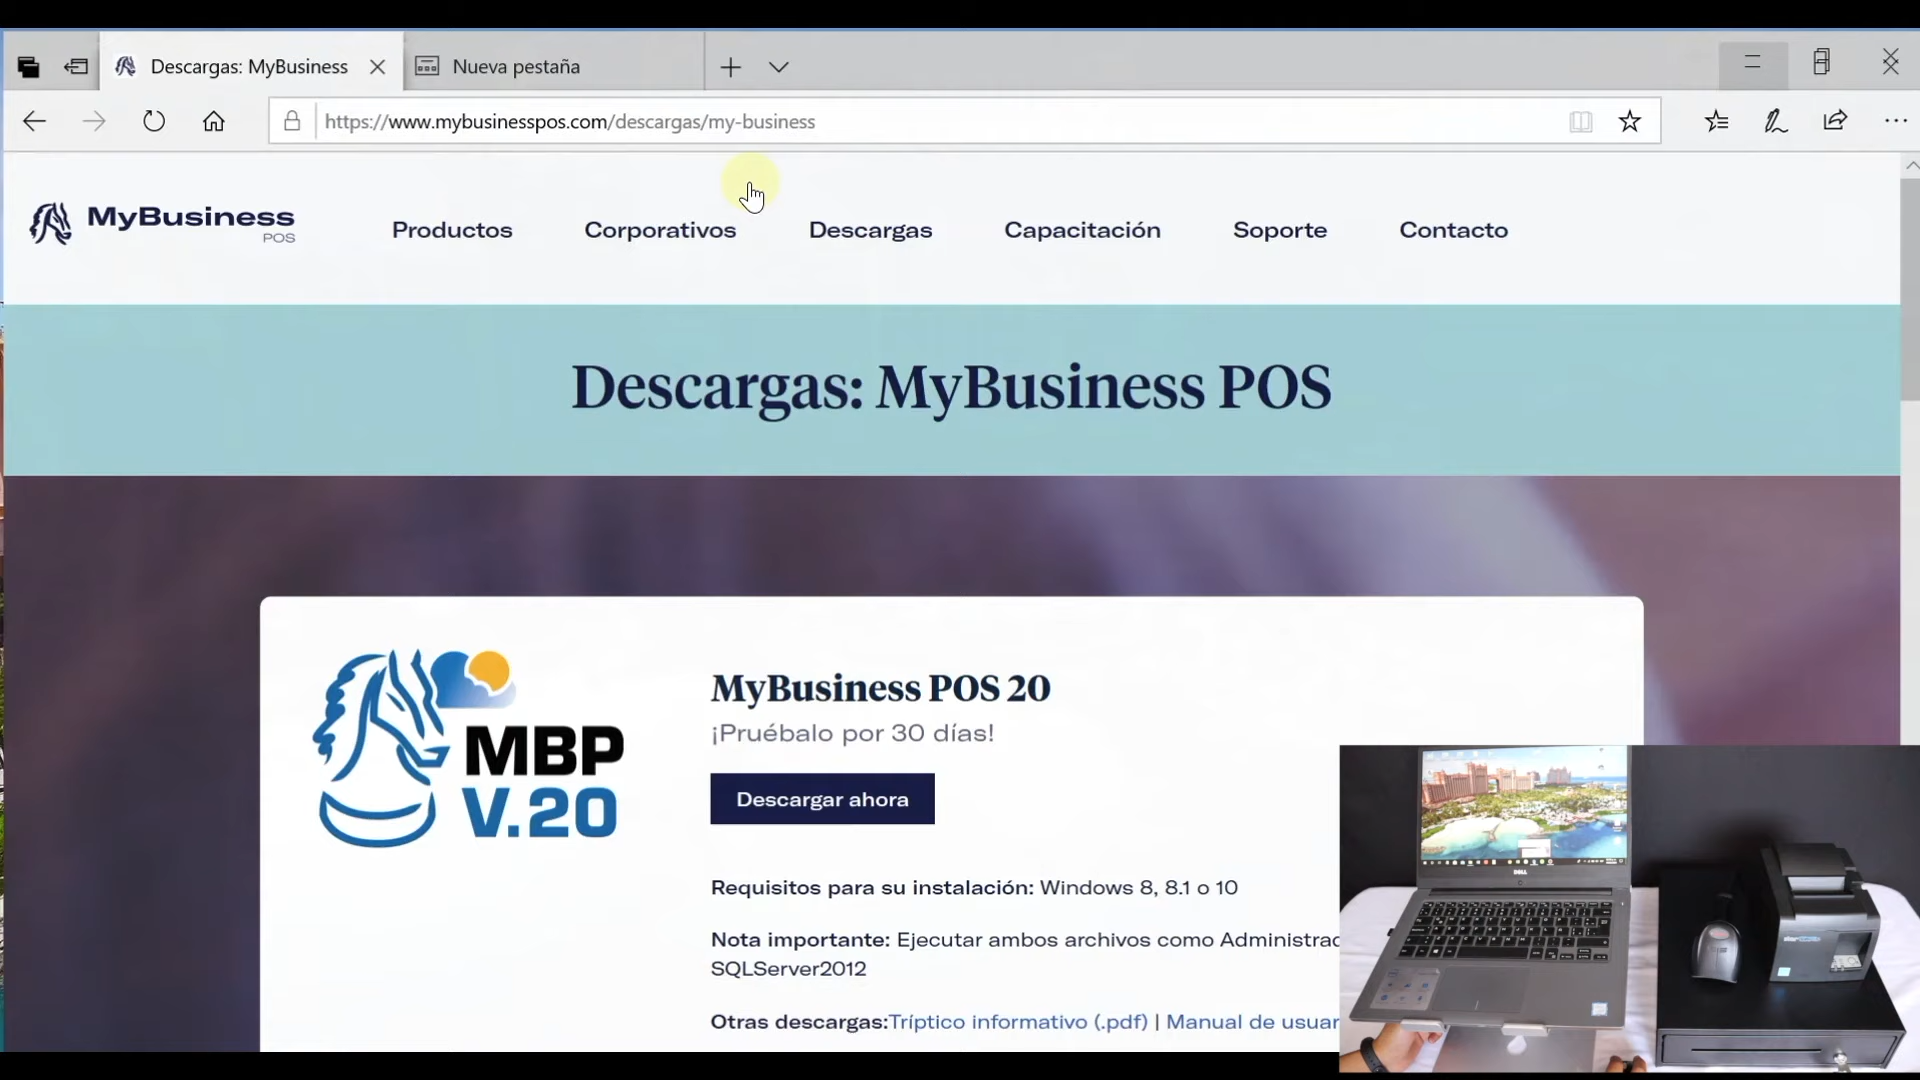 Descargas: MyBusiness
Nueva pestaña
https://www.mybusinesspos.com/descargas/my-business
MyBusiness
POS
Productos
Corporativos
Descargas
Capacitación
Soporte
Contacto
Descargas: MyBusiness POS
MBP
V.20
MyBusiness POS 20
¡Pruébalo por 30 días!
Descargar ahora
Requisitos para su instalación: Windows 8, 8.1 o 10
Nota importante: Ejecutar ambos archivos como Administrad
SQLServer2012
Otras descargas:Tríptico informativo (.pdf) | Manual de usuar
DELL